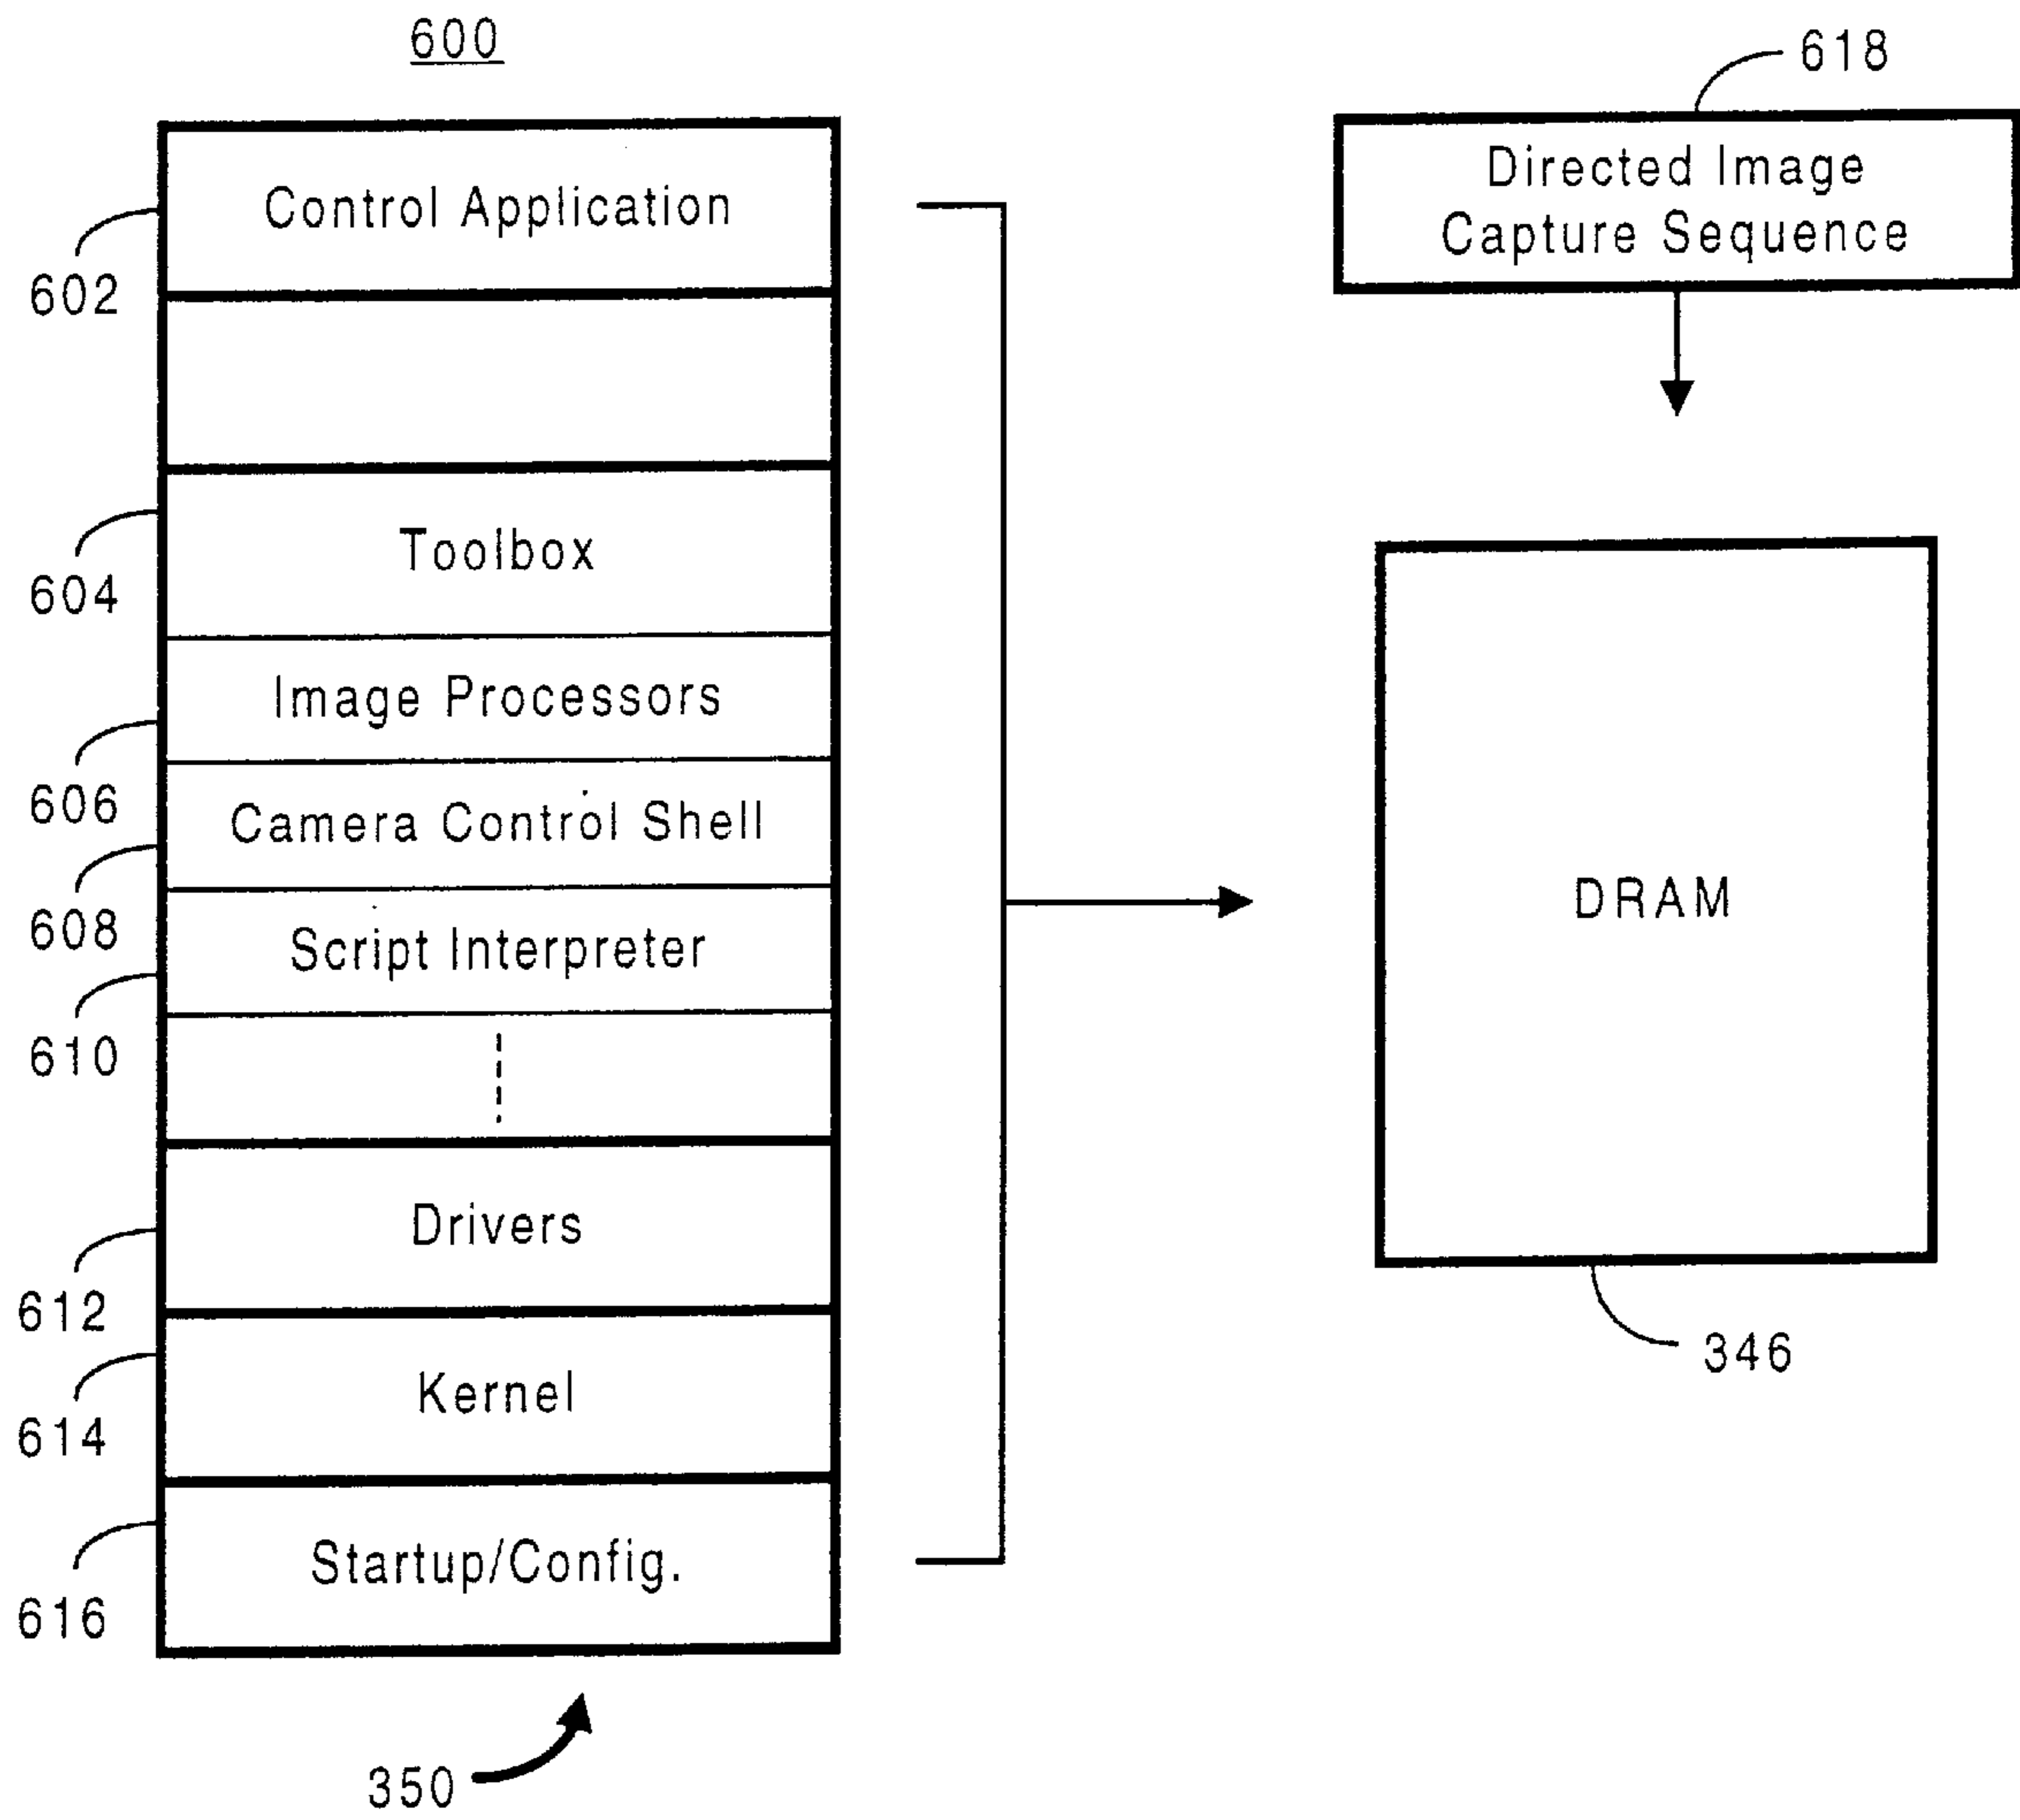 600
618
Directed Image
Capture Sequence
Control Application
602
Toolbox
604
Image Processors
606
Camera Control Shell
608
Script Interpreter
610
DRAM
346
Drivers
612
Kernel
614
Startup/Config.
616
350